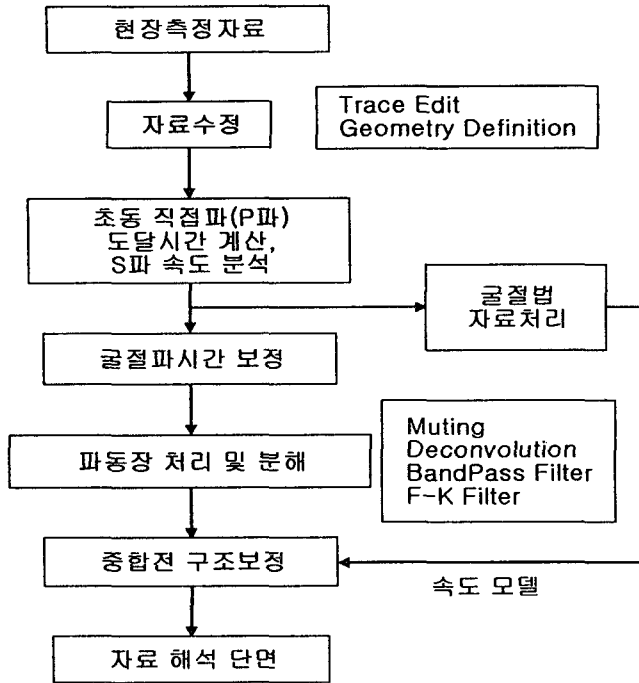 현장측정자료
자료수정
Trace Edit
Geometry Definition
초동 직접파(P파)
도달시간 계산,
S파 속도 분석
굴절법
자료처리
굴절파시간 보정
파동장 처리 및 분해
Muting
Deconvolution
BandPass Filter
F-K Filter
중합전 구조보정
속도 모델
자료 해석 단면